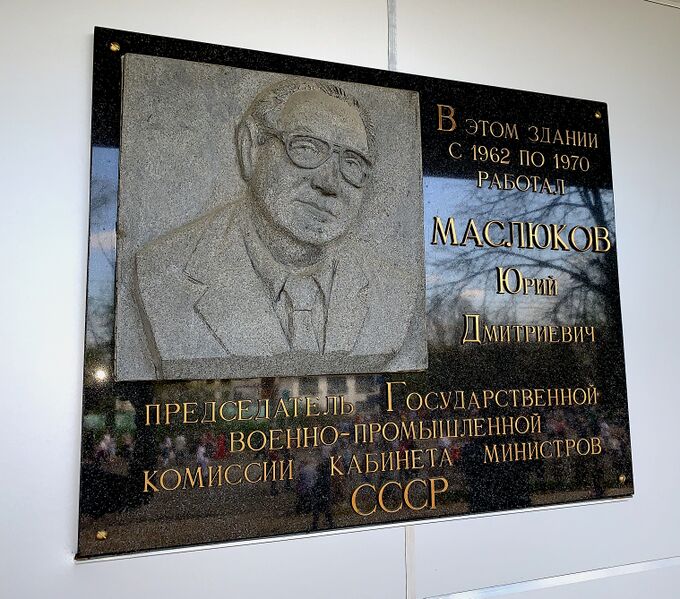 В ЭТОМ ЗДАНИИ
С 1962 ПО 1970
РАБОТАЛ
МАСЛЮКОВ
ЮРИЙ
ДМИТРИЕВИЧ
ПРЕДСЕДАТЕЛЬ ГОСУДАРСТВЕННОЙ
ВОЕННО-ПРОМЫШЛЕННОЙ
КОМИССИИ КАБИНЕТА МИНИСТРОВ
СССР